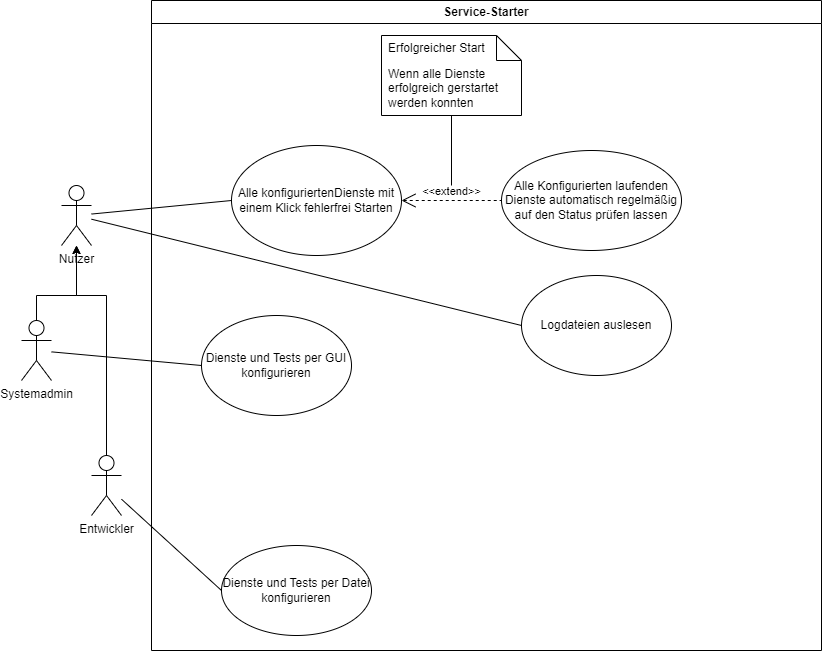 Service-Starter
Erfolgreicher Start
Wenn alle Dienste
erfolgreich gerstartet
werden konnten
Alle konfiguriertenDienste mit
einem Klick fehlerfrei Starten
<<extend>>
Alle Konfigurierten laufenden
Dienste automatisch regelmäßig
auf den Status prüfen lassen
Nutzer
Logdateien auslesen
Dienste und Tests per GUI
konfigurieren
Systemadmin
Entwickler
Dienste und Tests per Datei
konfigurieren